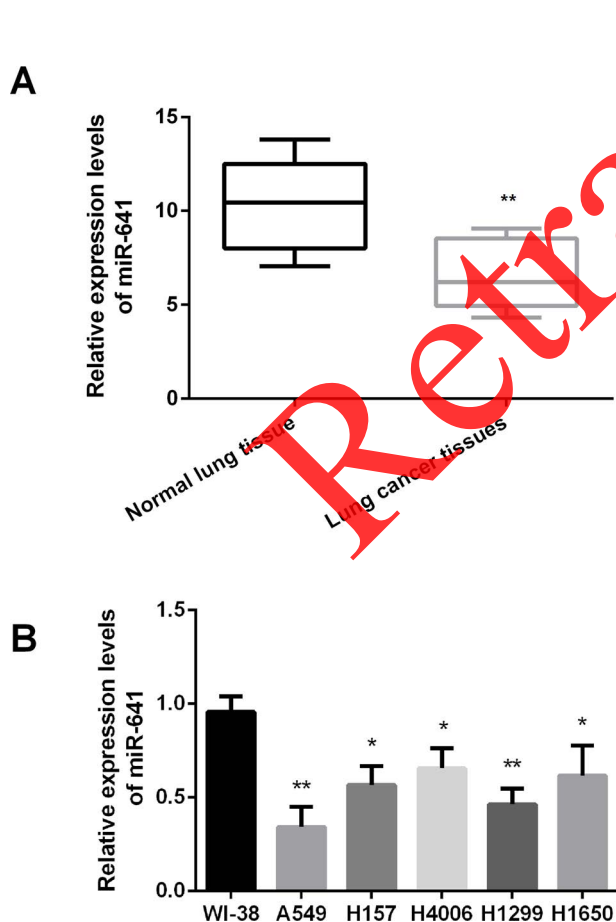 A
Relative expression levels
of miR-641
15
10
5
0
**
Normal lung tissue
Lung cancer tissues
Retra
B
Relative expression levels
of miR-641
1.5
1.0
0.5
0.0
**
*
*
**
*
WI-38 A549 H157 H4006 H1299 H1650